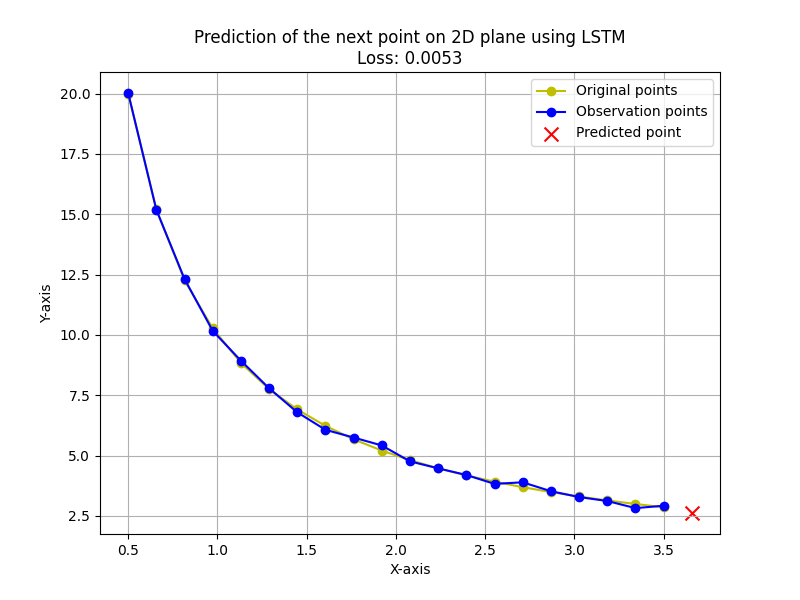 Prediction of the next point on 2D plane using LSTM
Loss: 0.0053
Original points
Observation points
Predicted point
Y-axis
20.0
17.5
15.0
12.5
10.0
7.5
5.0
2.5
0.5 1.0 1.5 2.0 2.5 3.0 3.5
X-axis